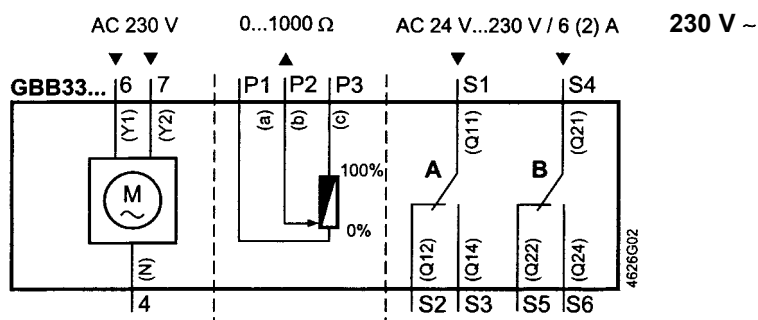 AC 230 V 0...1000 Ω AC 24 V...230 V / 6 (2) A 230 V ~
GBB33... 6 7 P1 P2 P3 S1 S4
(Y1) (Y2) (a) (b) (c) (Q11) (Q21)
100%
A B
M
~
0%
(N) (Q12) (Q14) (Q22) (Q24)
4 S2 S3 S5 S6
4626G02